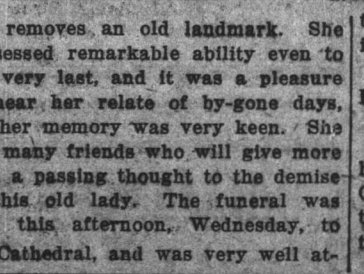 removes an old landmark. She
sessed remarkable ability even to
very last, and it was a pleasure
hear her relate of by-gone days,
her memory was very keen. She
many friends who will give more
a passing thought to the demise
his old lady. The funeral was
this afternoon, Wednesday, to
Cathedral, and was very well at-